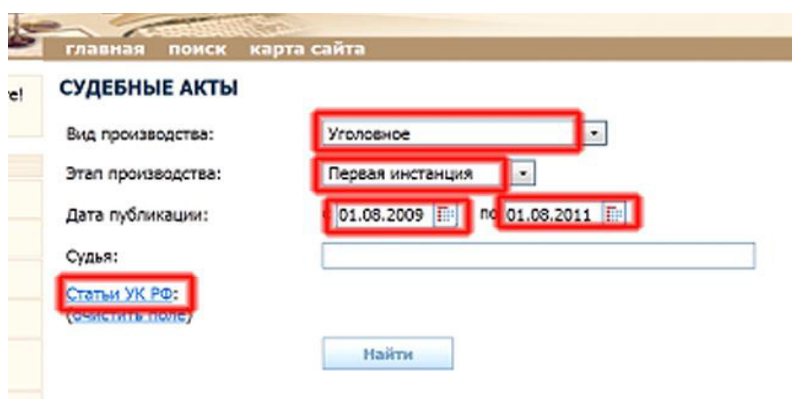 главная поиск карта сайта
СУДЕБНЫЕ АКТЫ
Вид производства: Уголовное
Этап производства: Первая инстанция
Дата публикации: 01.08.2009 по 01.08.2011
Судья:
Статьи УК РФ:
(очистить поле)
Найти